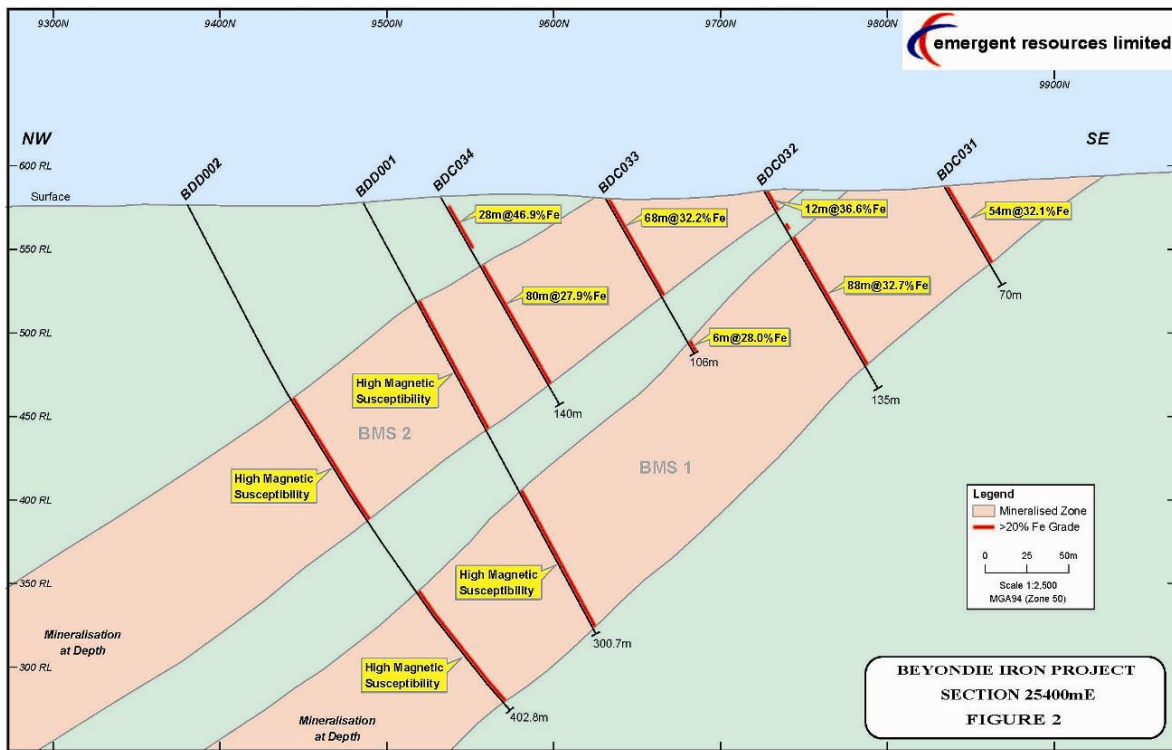 9300N
9400N
9500N
9600N
9700N
9800N
emergent resources limited
9900N
NW
SE
600 RL
Surface
BDD002
BDD001
BDC034
BDC033
BDC032
BDC031
28m@46.9%Fe
68m@32.2%Fe
12m@36.6%Fe
54m@32.1%Fe
550 RL
80m@27.9%Fe
88m@32.7%Fe
70m
500 RL
6m@28.0%Fe
106m
High Magnetic
Susceptibility
135m
140m
450 RL
BMS 2
BMS 1
High Magnetic
Susceptibility
400 RL
Legend
Mineralised Zone
>20% Fe Grade
0 25 50m
Scale 1:2,500
MGA94 (Zone 50)
High Magnetic
Susceptibility
350 RL
Mineralisation
at Depth
300.7m
300 RL
High Magnetic
Susceptibility
402.8m
Mineralisation
at Depth
BEYONDIE IRON PROJECT
SECTION 25400mE
FIGURE 2